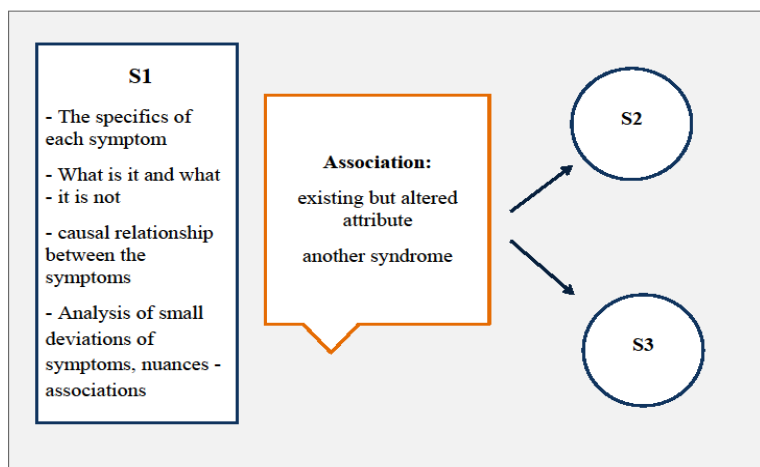 S1
- The specifics of
each symptom
- What is it and what
- it is not
- causal relationship
between the
symptoms
- Analysis of small
deviations of
symptoms, nuances -
associations
Association:
existing but altered
attribute
another syndrome
S2
S3